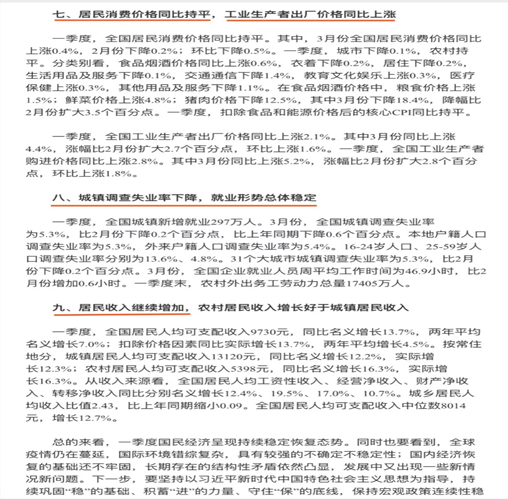 七、居民消费价格同比持平,工业生产者出厂价格同比上涨
一季度,全国居民消费价格同比持平。其中,3月份全国居民消费价格同比
上涨0.4%,2月份下降0.2%;环比下降0.5%。一季度,城市下降0.1%,农村持
平。分类别看,食品烟酒价格同比上涨0.6%,衣着下降0.2%,居住下降0.2%,
生活用品及服务下降0.1%,交通通信下降1.4%,教育文化娱乐上涨0.3%,医疗
保健上涨0.3%,其他用品及服务下降1.1%。在食品烟酒价格中,粮食价格上涨
1.5%;鲜菜价格上涨4.8%;猪肉价格下降12.5%,其中3月份下降18.4%,降幅比
2月份扩大3.5个百分点。一季度,扣除食品和能源价格后的核心CPI同比持平。
一季度,全国工业生产者出厂价格同比上涨2.1%。其中3月份同比上涨
4.4%,涨幅比2月份扩大2.7个百分点,环比上涨1.6%。一季度,全国工业生产者
购进价格同比上涨2.8%。其中3月份同比上涨5.2%,涨幅比2月份扩大2.8个百分
点,环比上涨1.8%。
八、城镇调查失业率下降,就业形势总体稳定
一季度,全国城镇新增就业297万人。3月份,全国城镇调查失业率
为5.3%,比2月份下降0.2个百分点,比上年同期下降0.6个百分点。本地户籍人口
调查失业率为5.3%,外来户籍人口调查失业率为5.4%。16-24岁人口、25-59岁人
口调查失业率分别为13.6%、4.8%。31个大城市城镇调查失业率为5.3%,比2月
份下降0.2个百分点。3月份,全国企业就业人员周平均工作时间为46.9小时,比2
月份增加0.6小时。一季度末,农村外出务工劳动力总量17405万人。
九、居民收入继续增加,农村居民收入增长好于城镇居民收入
一季度,全国居民人均可支配收入9730元,同比名义增长13.7%,两年平均
名义增长7.0%;扣除价格因素同比实际增长13.7%,两年平均增长4.5%。按常住
地分,城镇居民人均可支配收入13120元,同比名义增长12.2%,实际增
长12.3%;农村居民人均可支配收入5398元,同比名义增长16.3%,实际增
长16.3%。从收入来源看,全国居民人均工资性收入、经营净收入、财产净收
入、转移净收入同比分别名义增长12.4%、19.5%、17.0%、10.7%。城乡居民人
均收入比值2.43,比上年同期缩小0.09。全国居民人均可支配收入中位数8014
元,增长12.7%。
总的来看,一季度国民经济呈现持续稳定恢复态势。同时也要看到,全球
疫情仍在蔓延,国际环境错综复杂,具有较强的不确定不稳定性;国内经济恢
复的基础还不牢固,长期存在的结构性矛盾依然凸显,发展中又出现一些新情
况新问题。下一步,要坚持以习近平新时代中国特色社会主义思想为指导,持
续巩固“稳”的基础、积蓄“进”的力量、守住“保”的底线,保持宏观政策连续性稳